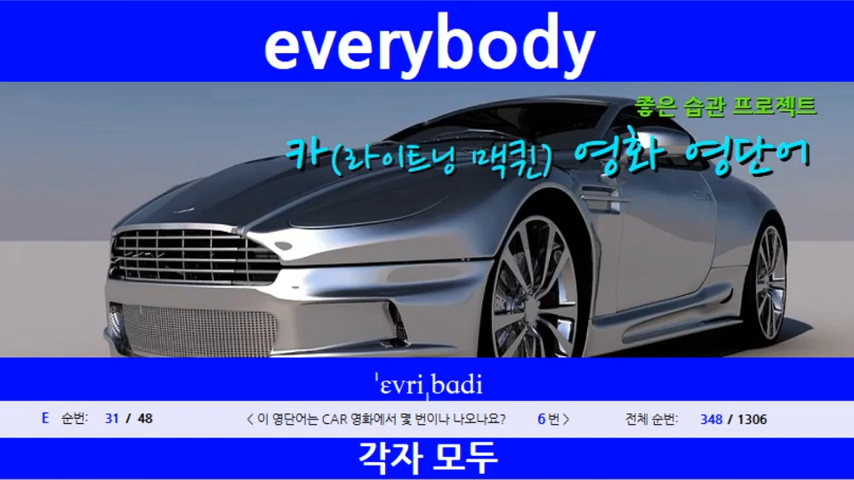 everybody
좋은 습관 프로젝트
카(라이트닝 맥퀸) 영화 영단어
ˈɛvriˌbɑdi
E 순번: 31 / 48 < 이 영단어는 CAR 영화에서 몇 번이나 나오나요? 6 번 > 전체 순번: 348 / 1306
각자 모두